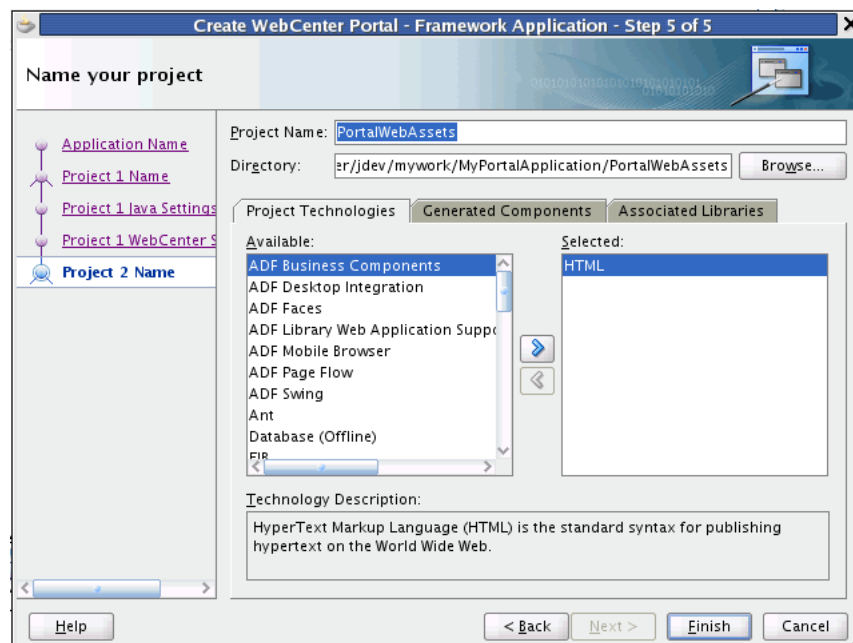 Create WebCenter Portal - Framework Application - Step 5 of 5
Name your project
Application Name
Project 1 Name
Project 1 Java Settings
Project 1 WebCenter S
Project 2 Name
Project Name: PortalWebAssets
Directory: er/jdev/mywork/MyPortalApplication/PortalWebAssets Browse...
Project Technologies Generated Components Associated Libraries
Available:
ADF Business Components
ADF Desktop Integration
ADF Faces
ADF Library Web Application Suppo
ADF Mobile Browser
ADF Page Flow
ADF Swing
Ant
Database (Offline)
Selected:
HTML
Technology Description:
HyperText Markup Language (HTML) is the standard syntax for publishing
hypertext on the World Wide Web.
Help < Back Next > Finish Cancel